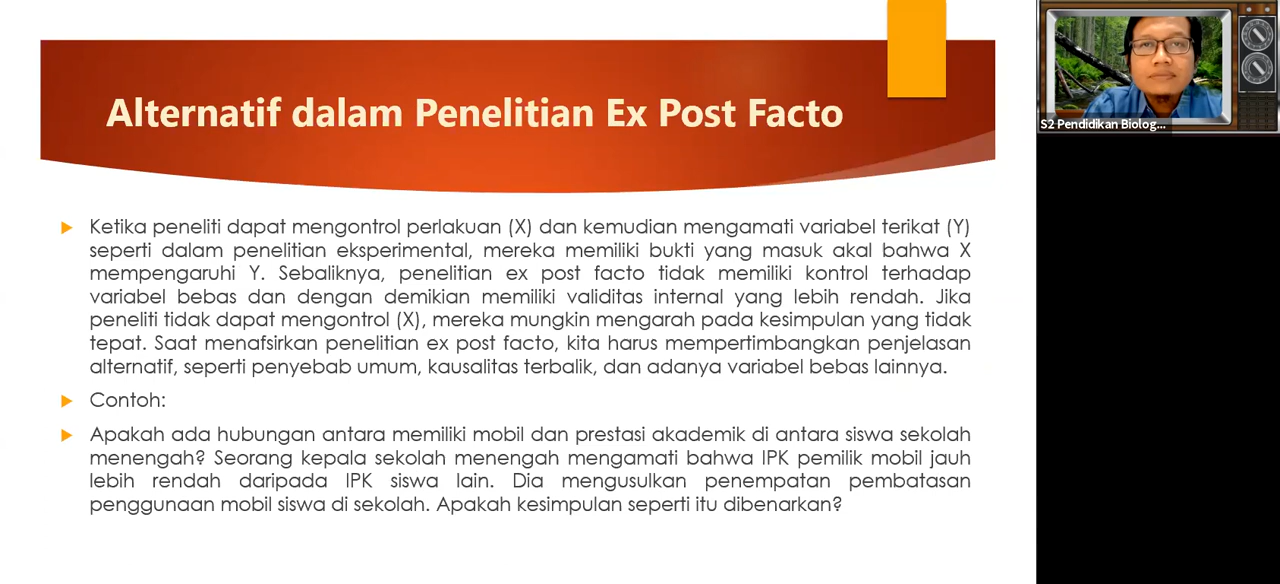 Alternatif dalam Penelitian Ex Post Facto
Ketika peneliti dapat mengontrol perlakuan (X) dan kemudian mengamati variabel terikat (Y)
seperti dalam penelitian eksperimental, mereka memiliki bukti yang masuk akal bahwa X
mempengaruhi Y. Sebaliknya, penelitian ex post facto tidak memiliki kontrol terhadap
variabel bebas dan dengan demikian memiliki validitas internal yang lebih rendah. Jika
peneliti tidak dapat mengontrol (X), mereka mungkin mengarah pada kesimpulan yang tidak
tepat. Saat menafsirkan penelitian ex post facto, kita harus mempertimbangkan penjelasan
alternatif, seperti penyebab umum, kausalitas terbalik, dan adanya variabel bebas lainnya.
Contoh:
Apakah ada hubungan antara memiliki mobil dan prestasi akademik di antara siswa sekolah
menengah? Seorang kepala sekolah menengah mengamati bahwa IPK pemilik mobil jauh
lebih rendah daripada IPK siswa lain. Dia mengusulkan penempatan pembatasan
penggunaan mobil siswa di sekolah. Apakah kesimpulan seperti itu dibenarkan?
S2 Pendidikan Biolog...